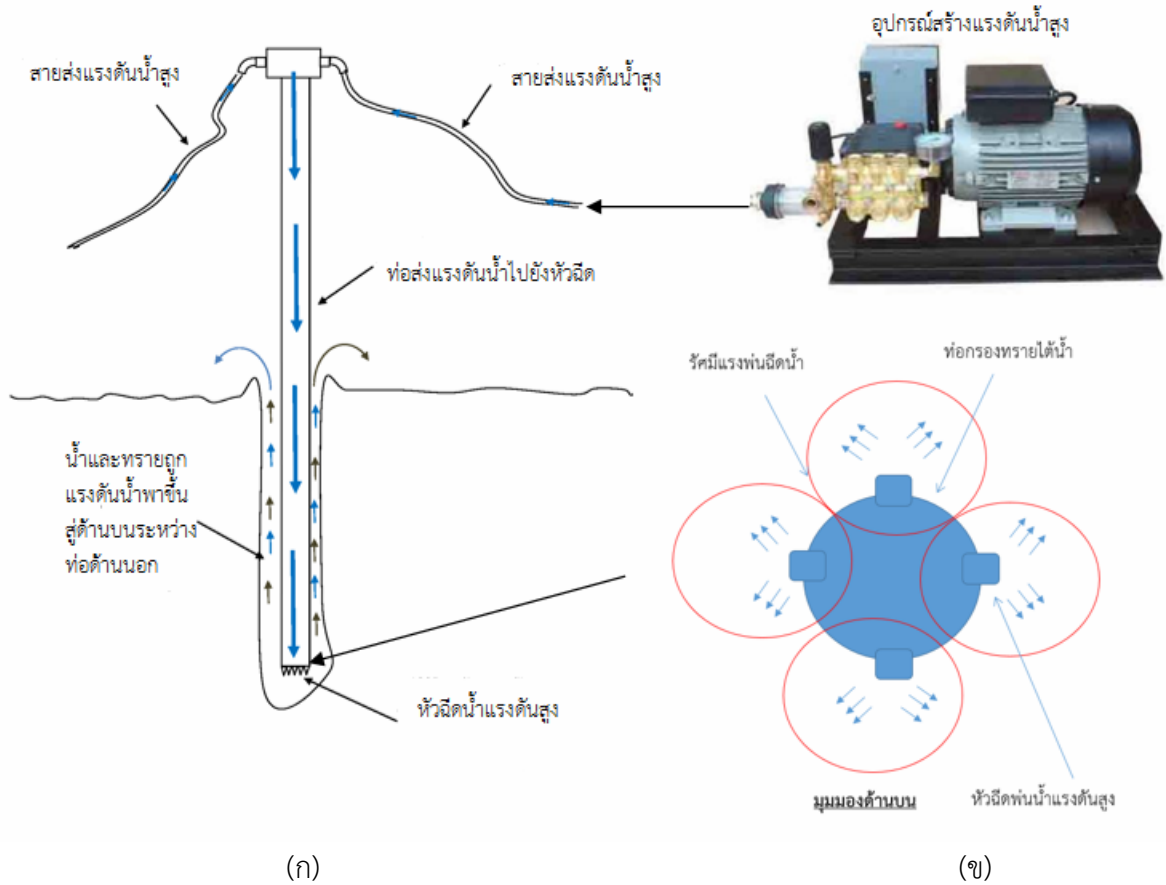 อุปกรณ์สร้างแรงดันน้ำสูง
สายส่งแรงดันน้ำสูง
สายส่งแรงดันน้ำสูง
ท่อส่งแรงดันน้ำไปยังหัวฉีด
น้ำและทรายถูก
แรงดันน้ำพาขึ้น
สู่ด้านบนระหว่าง
ท่อด้านนอก
หัวฉีดน้ำแรงดันสูง
รัศมีแรงพ่นฉีดน้ำ
ท่อกรองทรายใต้น้ำ
มุมมองด้านบน
หัวฉีดพ่นน้ำแรงดันสูง
(ก)
(ข)